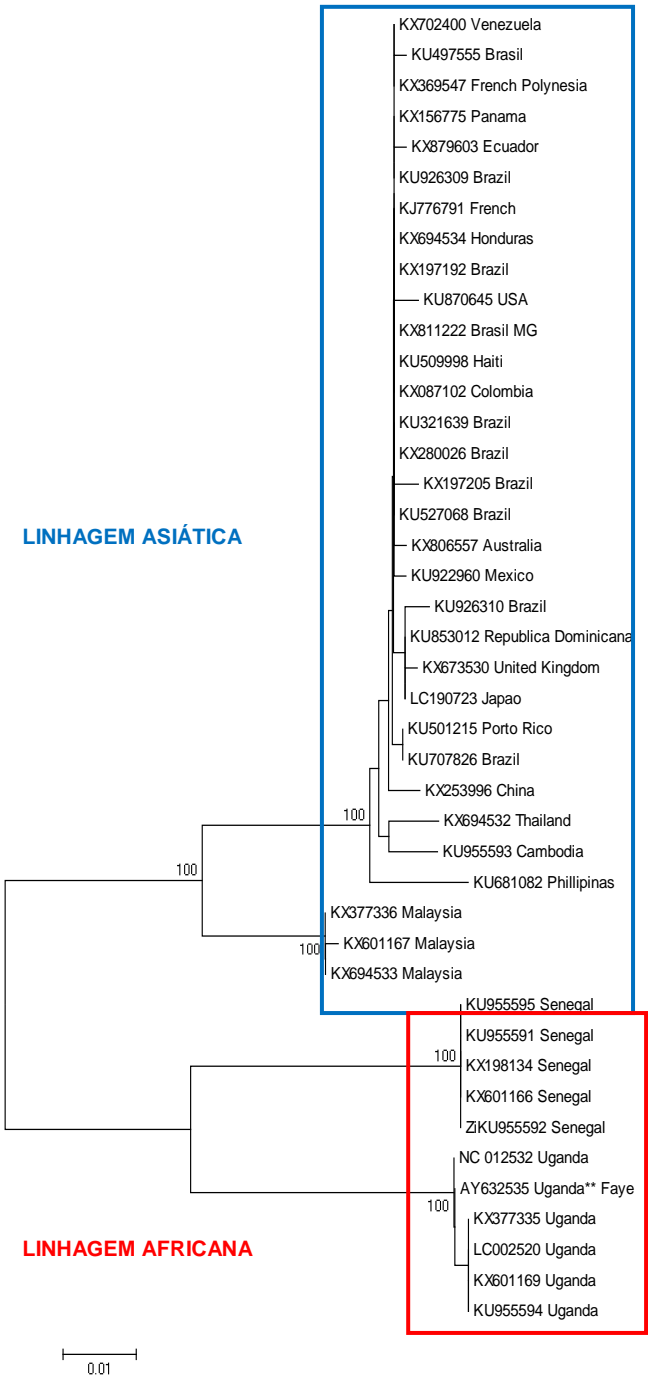 KX702400 Venezuela
KU497555 Brasil
KX369547 French Polynesia
KX156775 Panama
KX879603 Ecuador
KU926309 Brazil
KJ776791 French
KX694534 Honduras
KX197192 Brazil
KU870645 USA
KX811222 Brasil MG
KU509998 Haiti
KX087102 Colombia
KU321639 Brazil
KX280026 Brazil
KX197205 Brazil
KU527068 Brazil
LINHAGEM ASIÁTICA
KX806557 Australia
KU922960 Mexico
KU926310 Brazil
KU853012 Republica Dominicana
KX673530 United Kingdom
LC190723 Japao
KU501215 Porto Rico
KU707826 Brazil
KX253996 China
100
KX694532 Thailand
KU955593 Cambodia
100
KU681082 Phillipinas
KX377336 Malaysia
KX601167 Malaysia
100
KX694533 Malaysia
KU955595 Senegal
KU955591 Senegal
100
KX198134 Senegal
KX601166 Senegal
ZiKU955592 Senegal
NC 012532 Uganda
AY632535 Uganda** Faye
100
KX377335 Uganda
LINHAGEM AFRICANA
LC002520 Uganda
KX601169 Uganda
KU955594 Uganda
0.01